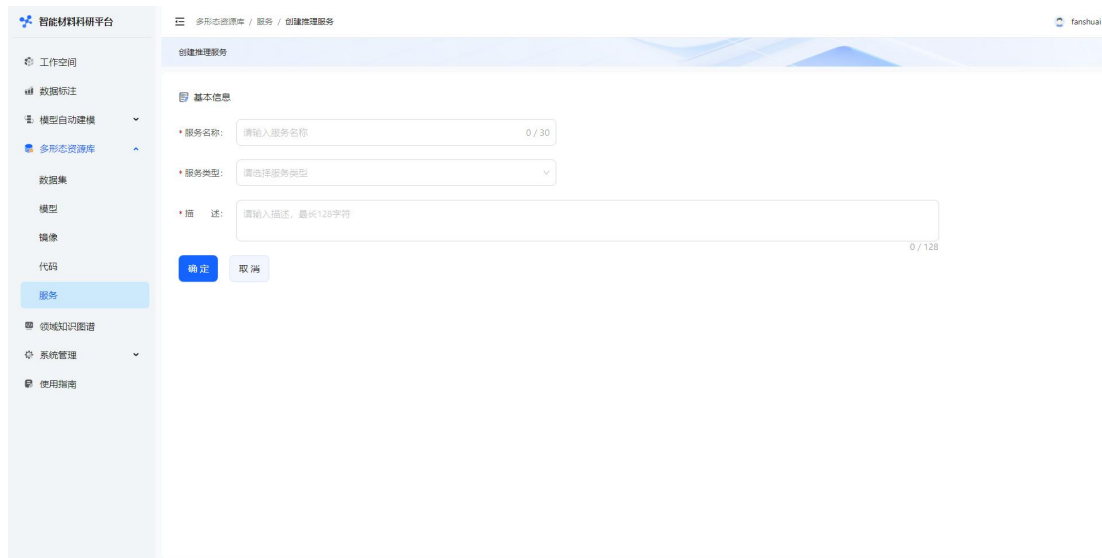 智能材料科研平台
多形态资源库 / 服务 / 创建推理服务
fanshuai
创建推理服务
工作空间
数据标注
模型自动建模
多形态资源库
数据集
模型
镜像
代码
服务
领域知识图谱
系统管理
使用指南
基本信息
* 服务名称: 请输入服务名称 0 / 30
* 服务类型: 请选择服务类型
* 描 述: 请输入描述，最长128字符
0 / 128
确 定 取 消